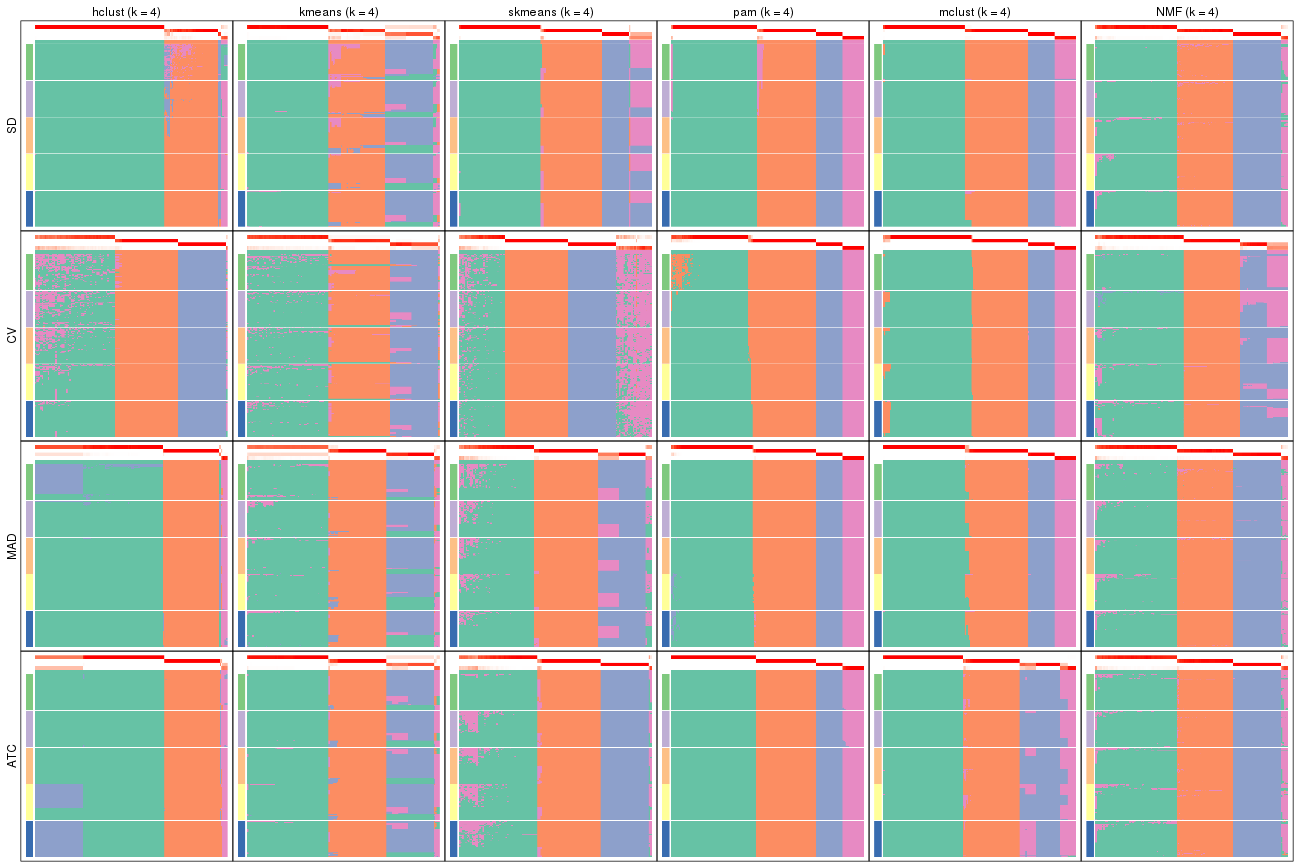 hclust (k = 4)
kmeans (k = 4)
skmeans (k = 4)
pam (k = 4)
mclust (k = 4)
NMF (k = 4)
SD
CV
MAD
ATC